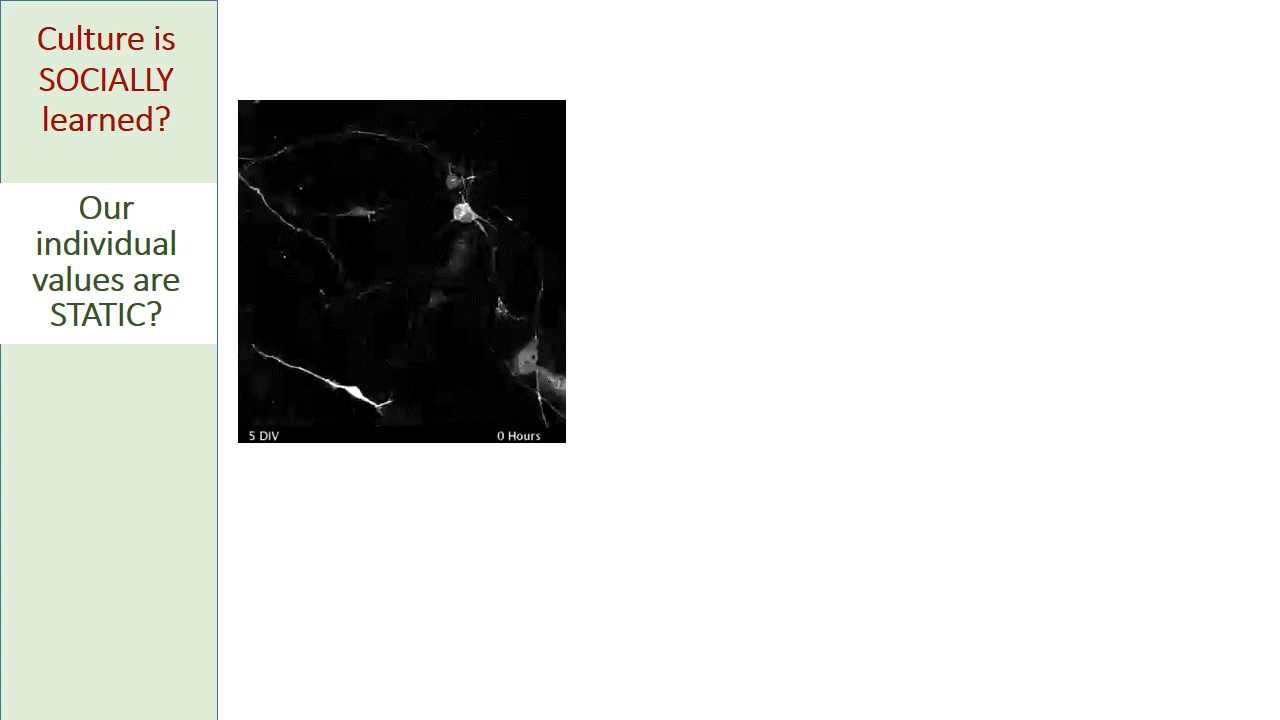 Culture is
SOCIALLY
learned?
Our
individual
values are
STATIC?
5 DIV
0 Hours